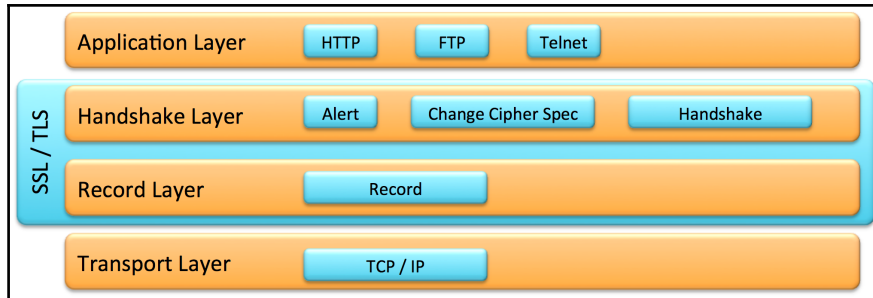 Application Layer HTTP FTP Telnet
SSL / TLS
Handshake Layer Alert Change Cipher Spec Handshake
Record Layer Record
Transport Layer TCP / IP